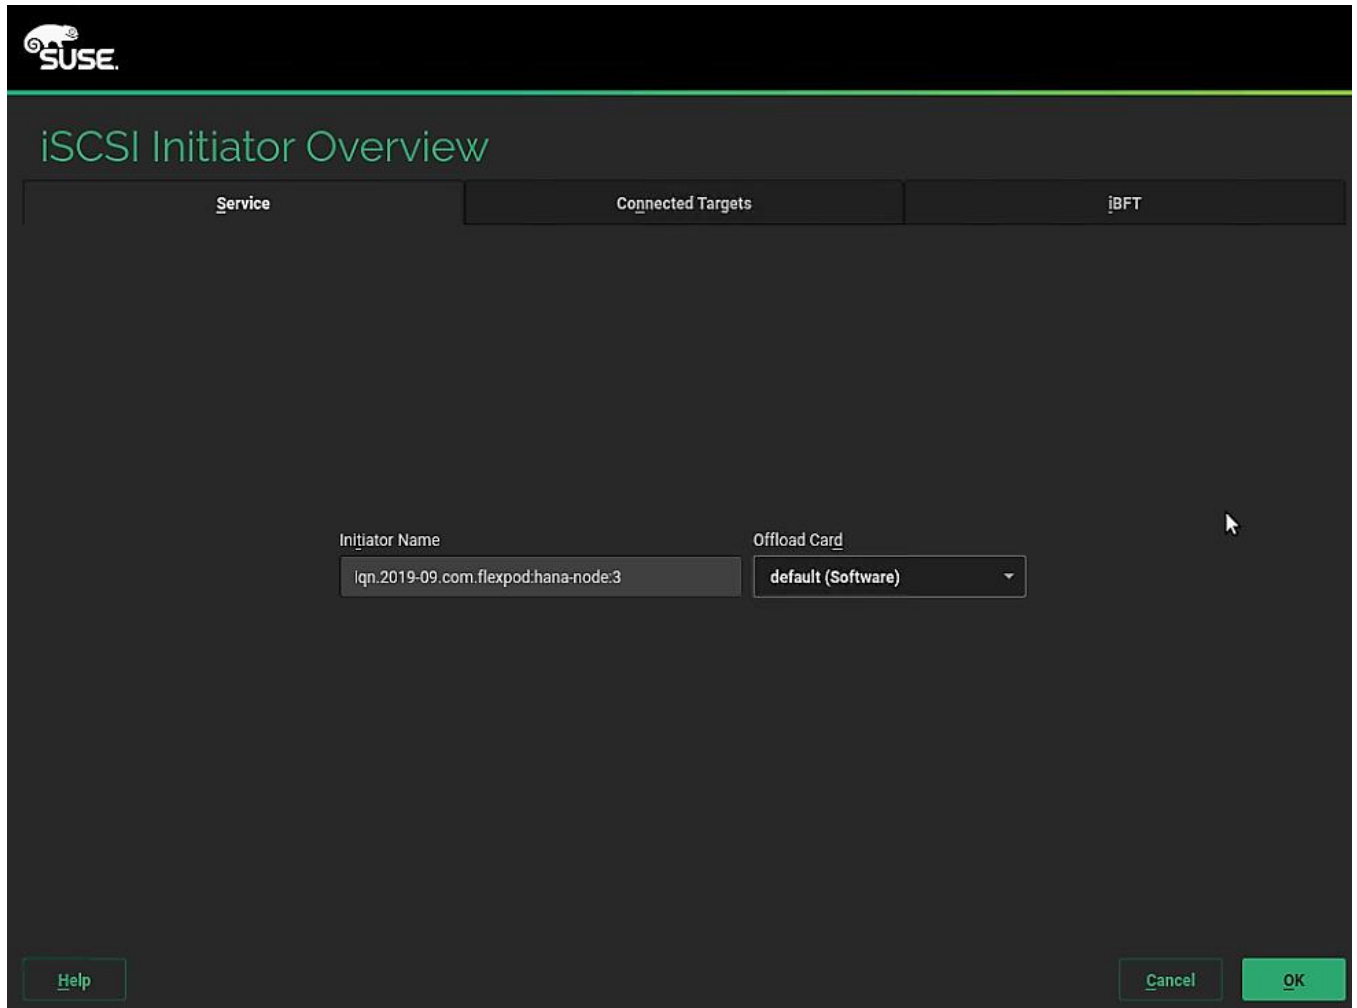 SUSE.
iSCSI Initiator Overview
Service Connected Targets iBFT
Initiator Name Offload Card
iqn.2019-09.com.flexpod:hana-node:3 default (Software)
Help Cancel OK